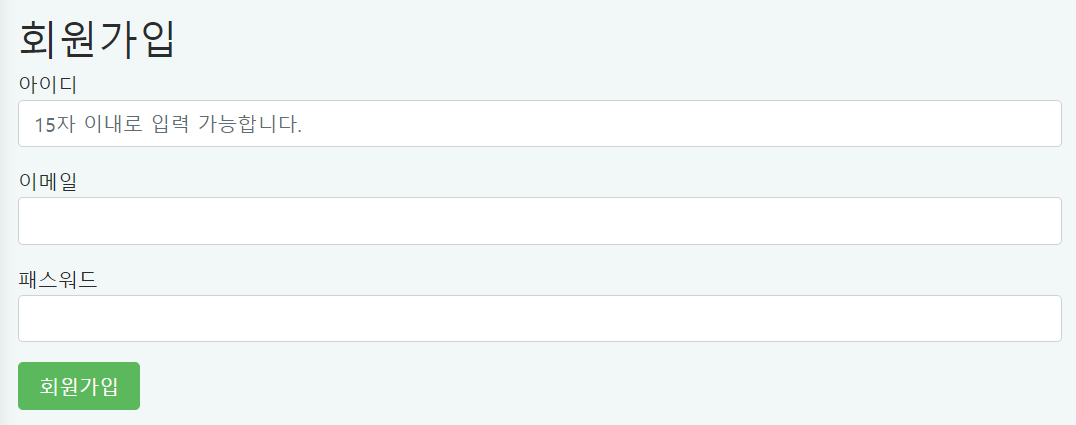 회원가입
아이디
15자 이내로 입력 가능합니다.
이메일
패스워드
회원가입